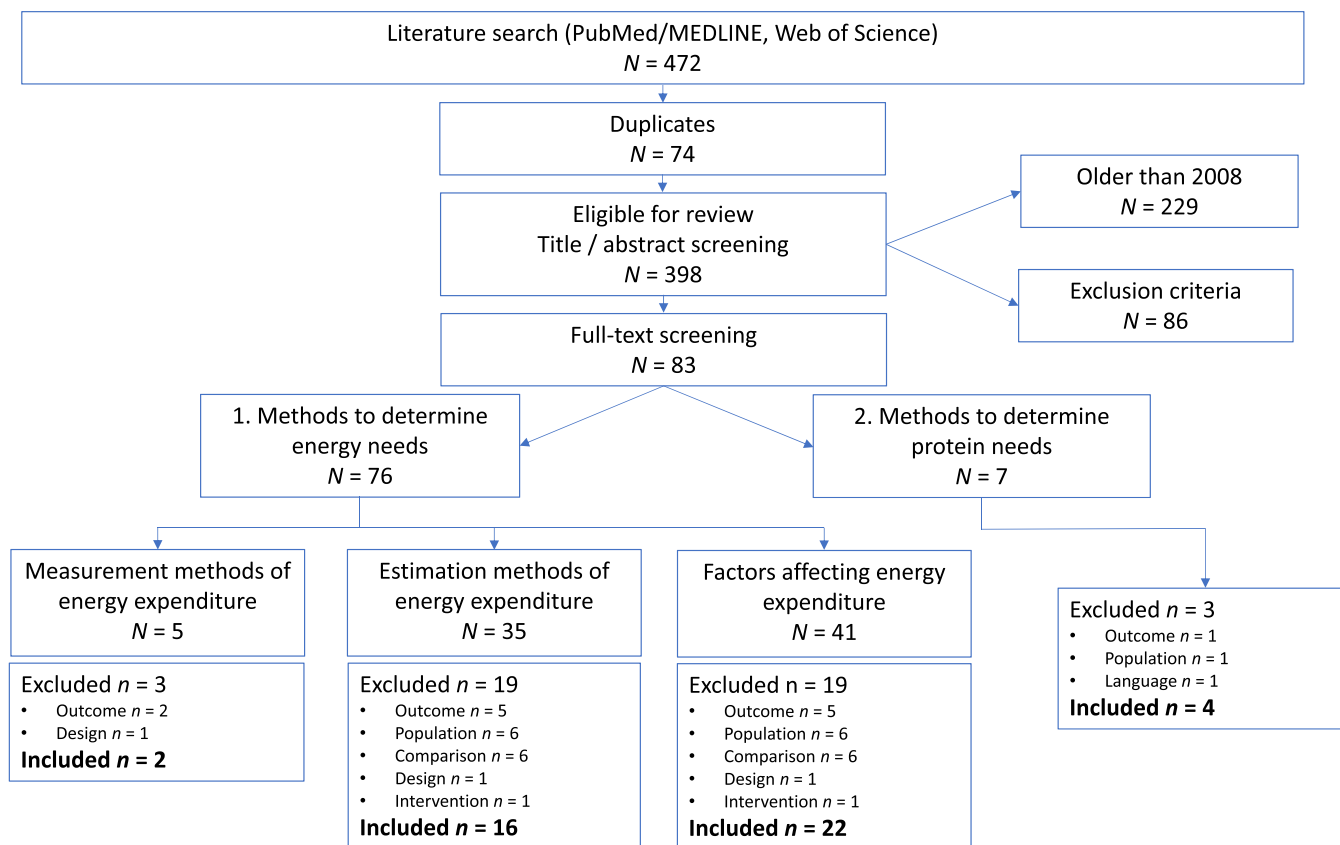 Literature search (PubMed/MEDLINE, Web of Science)
N = 472
Duplicates
N = 74
Eligible for review
Title / abstract screening
N = 398
Older than 2008
N = 229
Exclusion criteria
N = 86
Full-text screening
N = 83
1. Methods to determine
energy needs
N = 76
2. Methods to determine
protein needs
N = 7
Measurement methods of
energy expenditure
N = 5
Excluded n = 3
• Outcome n = 2
• Design n = 1
Included n = 2
Estimation methods of
energy expenditure
N = 35
Excluded n = 19
• Outcome n = 5
• Population n = 6
• Comparison n = 6
• Design n = 1
• Intervention n = 1
Included n = 16
Factors affecting energy
expenditure
N = 41
Excluded n = 19
• Outcome n = 5
• Population n = 6
• Comparison n = 6
• Design n = 1
• Intervention n = 1
Included n = 22
Excluded n = 3
• Outcome n = 1
• Population n = 1
• Language n = 1
Included n = 4